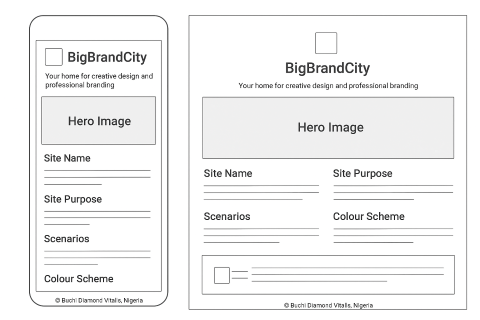 BigBrandCity
Your home for creative design and
professional branding
Hero Image
Site Name
Site Purpose
Scenarios
Colour Scheme
© Buchi Diamond Vitalis, Nigeria
BigBrandCity
Your home for creative design and professional branding
Hero Image
Site Name
Site Purpose
Scenarios
Colour Scheme
© Buchi Diamond Vitalis, Nigeria